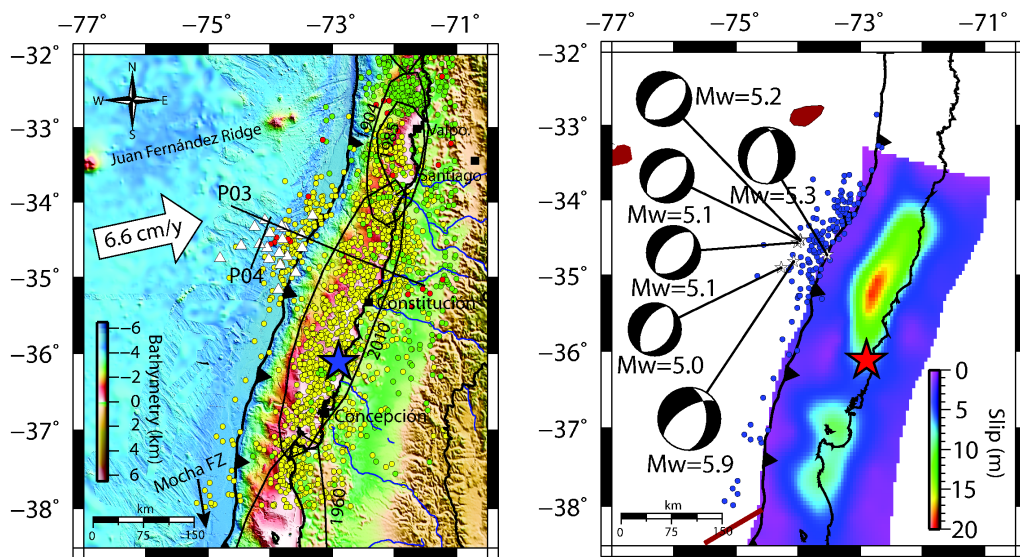 −77° −75° −73° −71°
−32°
−33°
−34°
−35°
−36°
−37°
−38°
N
W E
S
Juan Fernández Ridge
1904
1985
Valpo.
Santiago
P03
6.6 cm/y
P04
Constitución
2010
Concepción
Mocha FZ
1960
−6
−4
−2
0
2
4
6
Bathymetry (km)
km
0 75 150
−77° −75° −73° −71°
−32°
−33°
−34°
−35°
−36°
−37°
−38°
Mw=5.2
Mw=5.3
Mw=5.1
Mw=5.1
Mw=5.0
Mw=5.9
0
5
10
15
20
Slip (m)
km
0 75 150